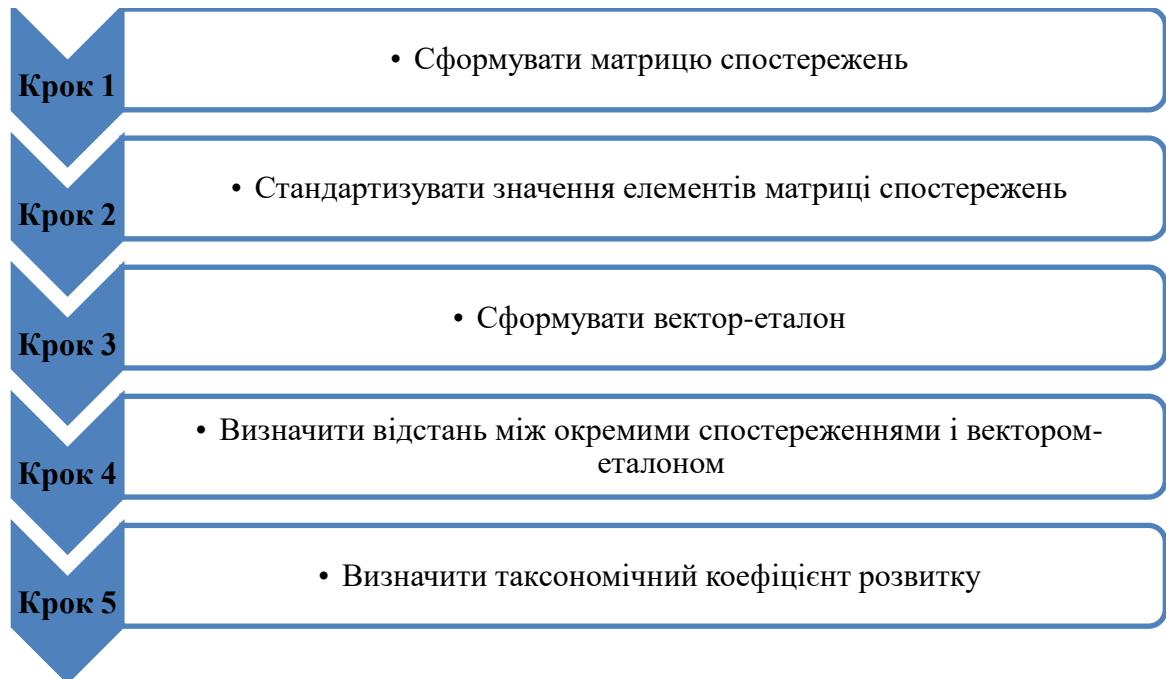 Крок 1
• Сформувати матрицю спостережень
Крок 2
• Стандартизувати значення елементів матриці спостережень
Крок 3
• Сформувати вектор-еталон
Крок 4
• Визначити відстань між окремими спостереженнями і вектором-
еталоном
Крок 5
• Визначити таксономічний коефіцієнт розвитку